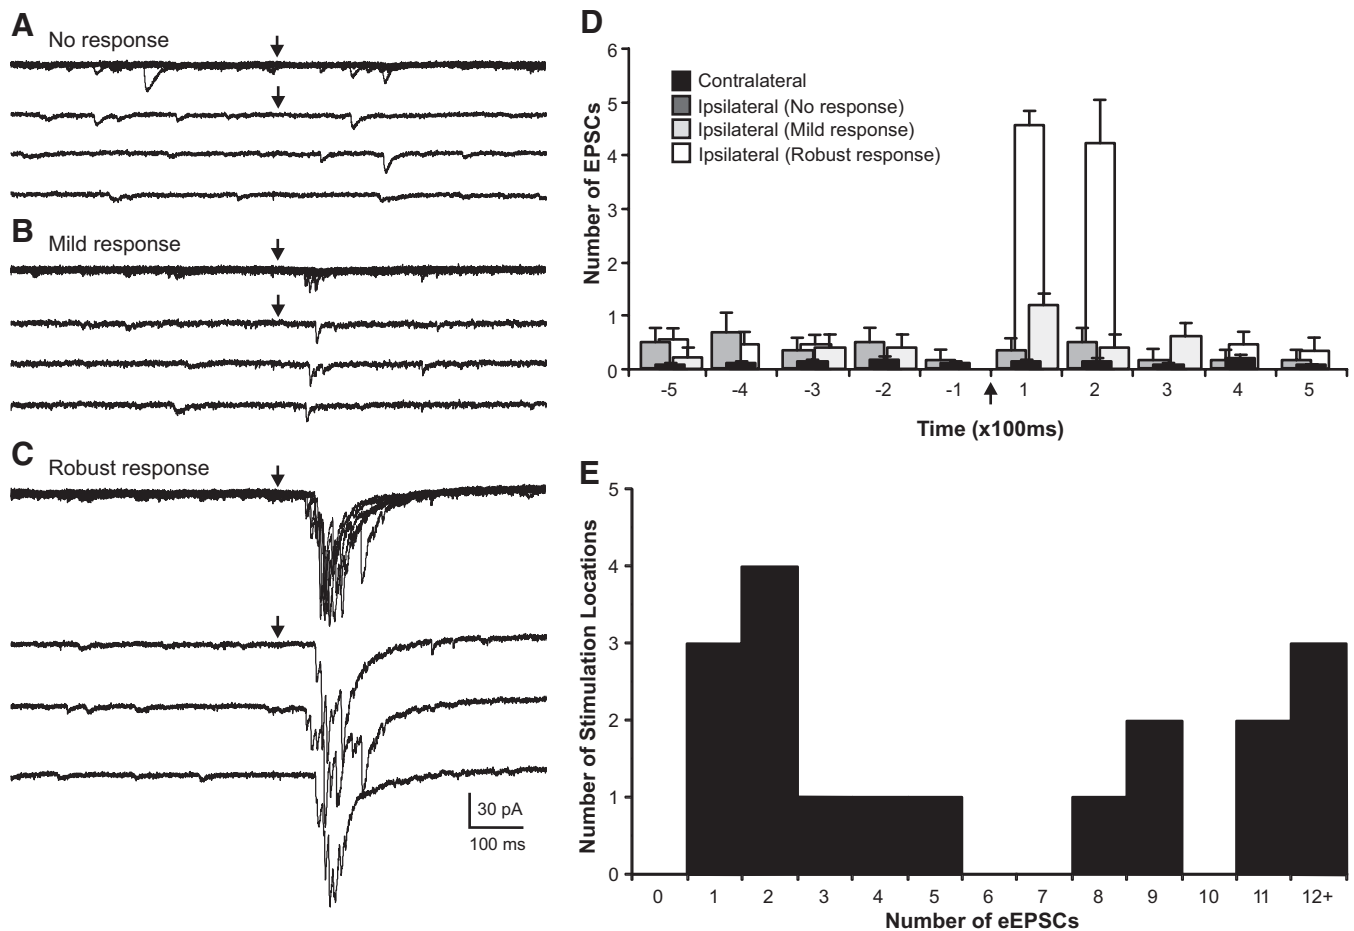 A
No response
B
Mild response
C
Robust response
30 pA
100 ms
D
6
5
4
3
2
1
0
Number of EPSCs
Contralateral
Ipsilateral (No response)
Ipsilateral (Mild response)
Ipsilateral (Robust response)
-5 -4 -3 -2 -1 1 2 3 4 5
Time (x100ms)
E
5
4
3
2
1
0
Number of Stimulation Locations
0 1 2 3 4 5 6 7 8 9 10 11 12+
Number of eEPSCs